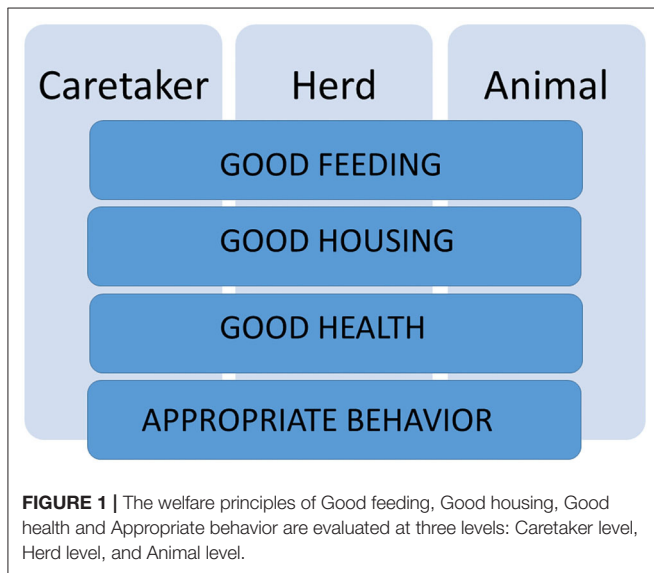 Caretaker Herd Animal
GOOD FEEDING
GOOD HOUSING
GOOD HEALTH
APPROPRIATE BEHAVIOR
FIGURE 1 | The welfare principles of Good feeding, Good housing, Good
health and Appropriate behavior are evaluated at three levels: Caretaker level,
Herd level, and Animal level.